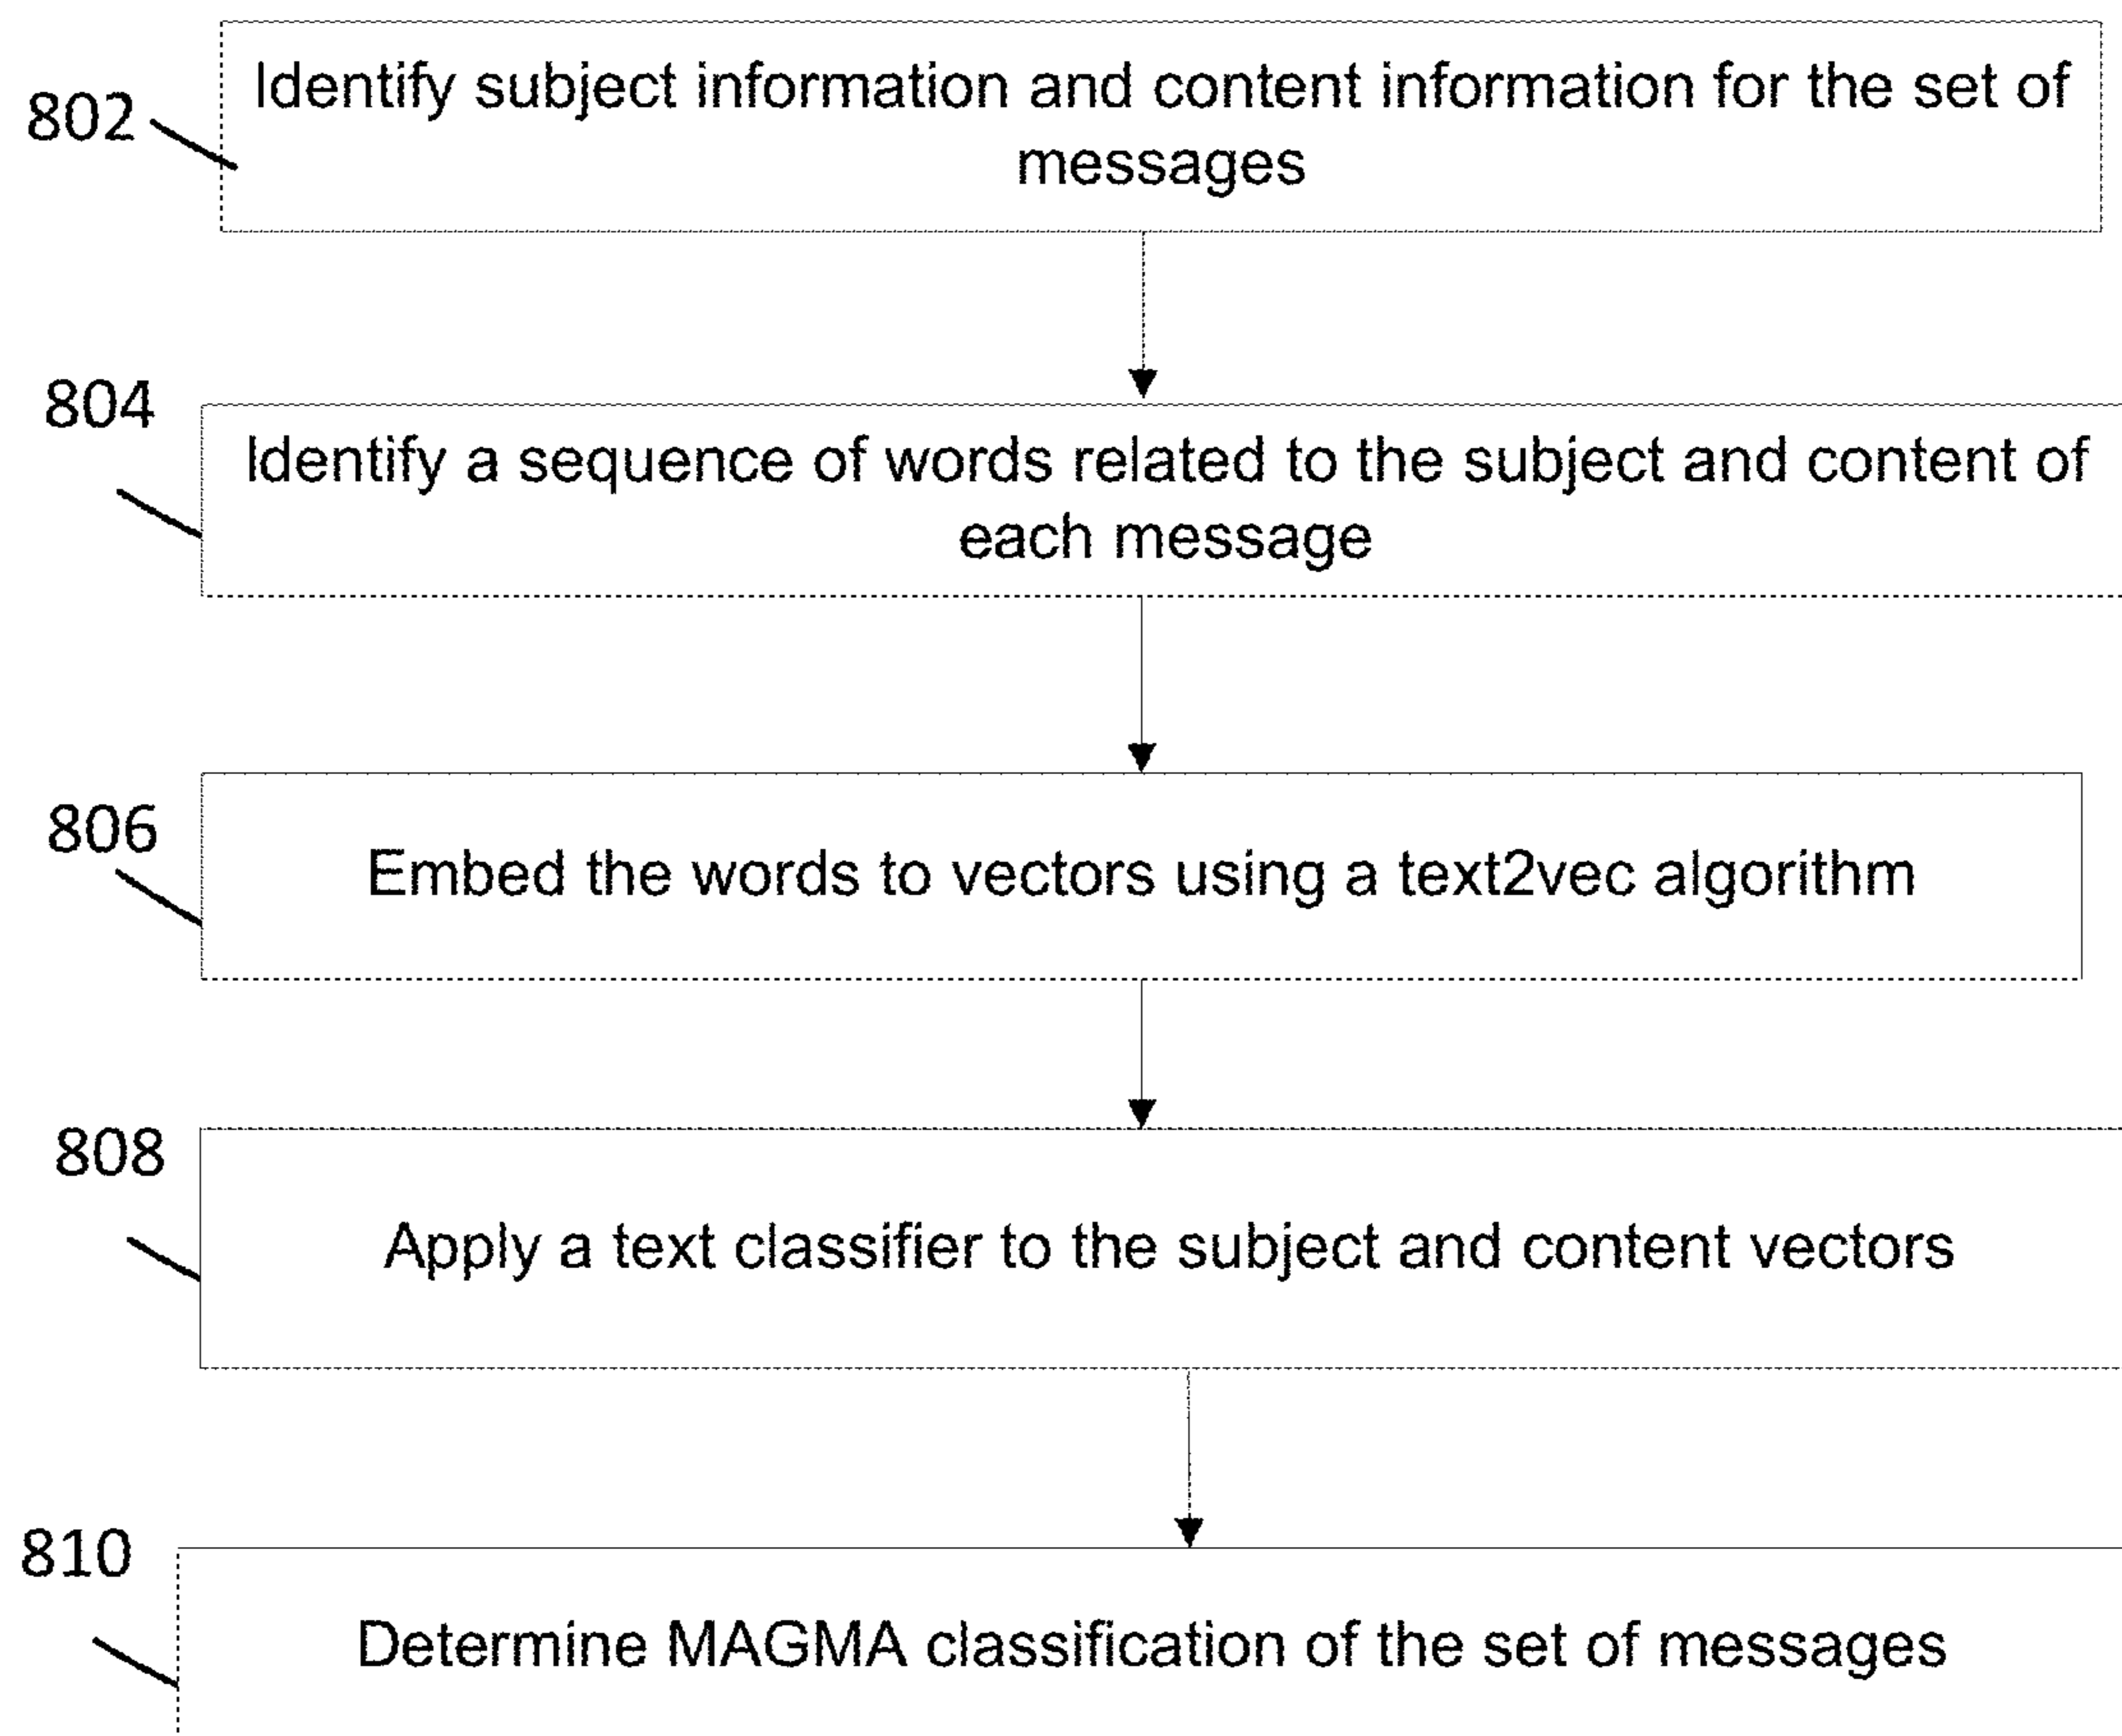 802
Identify subject information and content information for the set of
messages
804
Identify a sequence of words related to the subject and content of
each message
806
Embed the words to vectors using a text2vec algorithm
808
Apply a text classifier to the subject and content vectors
810
Determine MAGMA classification of the set of messages